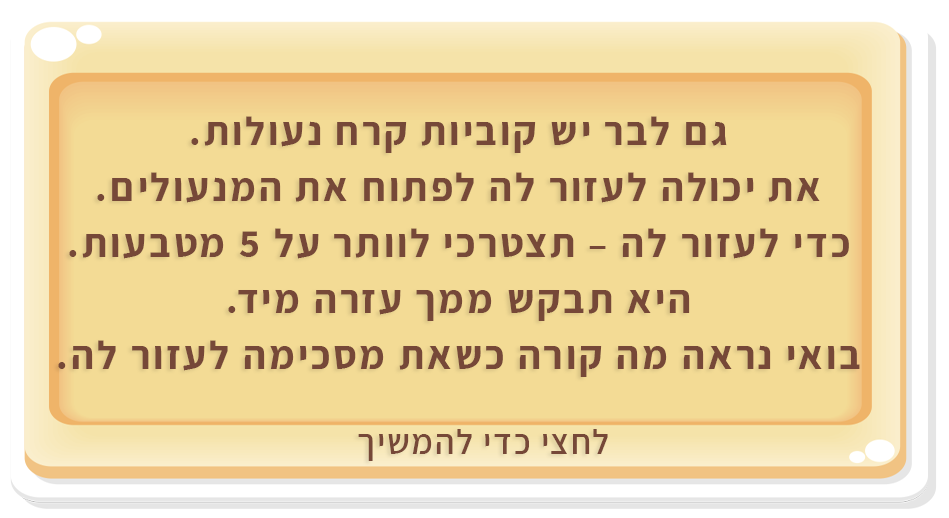 גם לבר יש קוביות קרח נעולות.
את יכולה לעזור לה לפתוח את המנעולים.
כדי לעזור לה – תצטרכי לוותר על 5 מטבעות.
היא תבקש ממך עזרה מיד.
בואי נראה מה קורה כשאת מסכימה לעזור לה.
לחצי כדי להמשיך